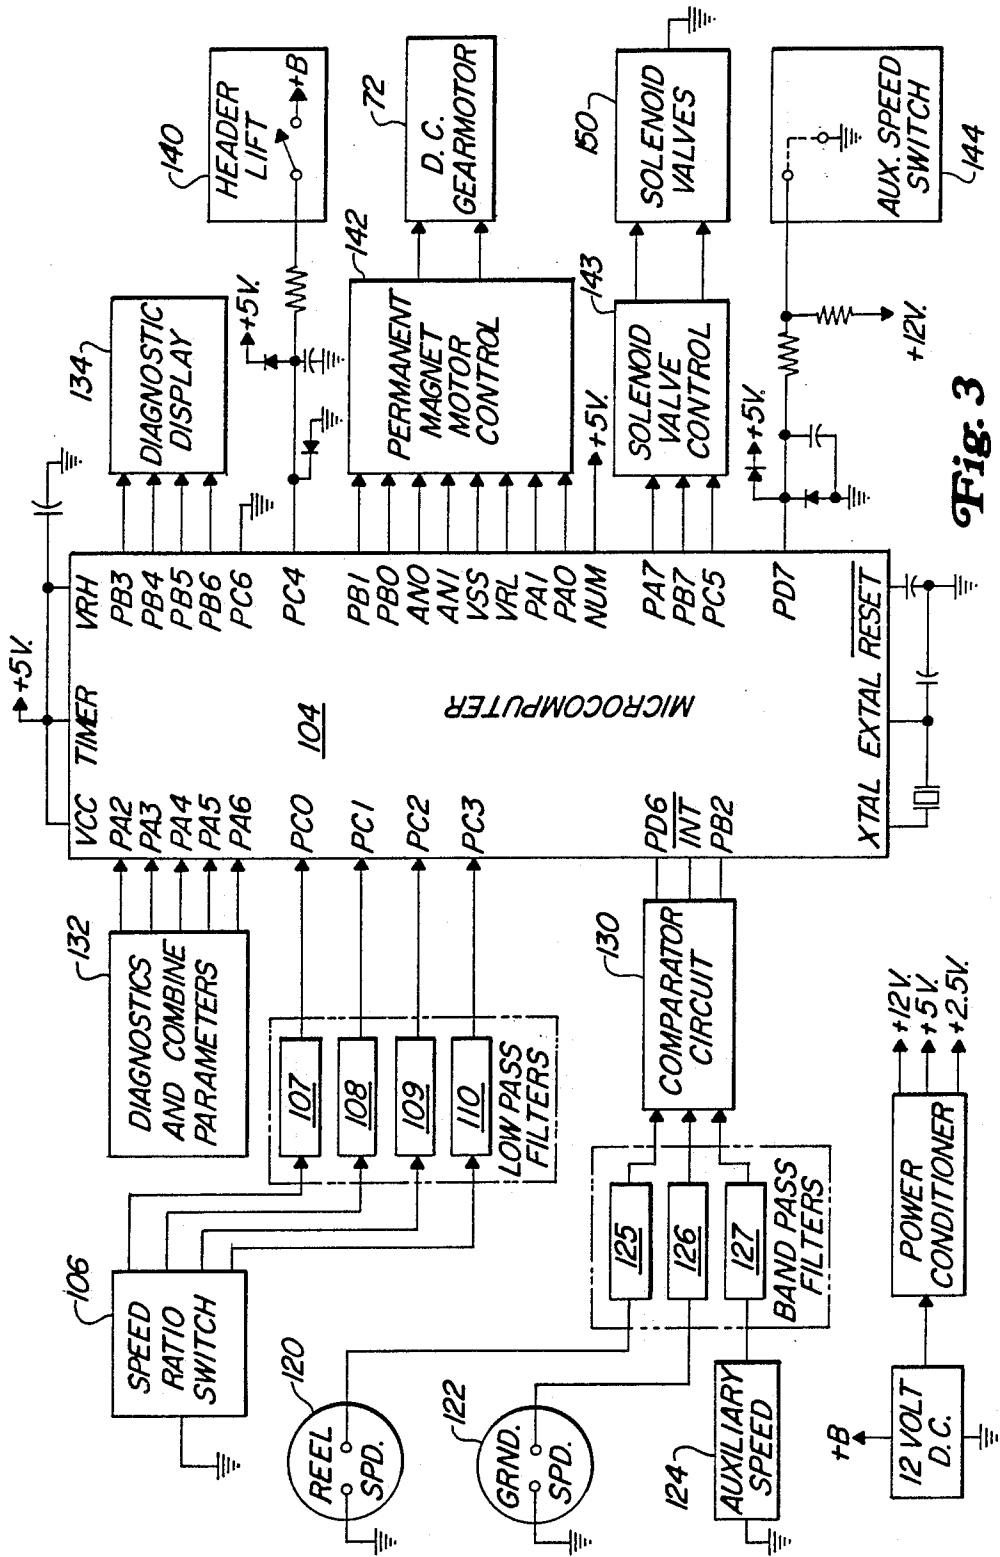 +5V.
VCC TIMER VRH
132
DIAGNOSTICS
AND COMBINE
PARAMETERS
PA2
PA3
PA4
PA5
PA6
PB3
PB4
PB5
PB6
PC6
134
DIAGNOSTIC
DISPLAY
140
HEADER
LIFT
+B
+5V.
PC4
106
SPEED
RATIO
SWITCH
107
108
109
110
LOW PASS
FILTERS
PC0
PC1
PC2
PC3
104
MICROCOMPUTER
PB1
PB0
AN0
AN1
VSS
VRL
PA1
PA0
NUM
+5V.
142
PERMANENT
MAGNET
MOTOR
CONTROL
72
D.C.
GEARMOTOR
120
REEL
SPD.
122
GRND.
SPD.
124
AUXILIARY
SPEED
125
126
127
BAND PASS
FILTERS
130
COMPARATOR
CIRCUIT
PD6
INT
PB2
PA7
PB7
PC5
143
SOLENOID
VALVE
CONTROL
150
SOLENOID
VALVES
PD7
+5V.
+12V.
AUX. SPEED
SWITCH
144
XTAL EXTAL RESET
+B
12 VOLT
D.C.
POWER
CONDITIONER
+12V.
+5V.
+2.5V.
Fig. 3